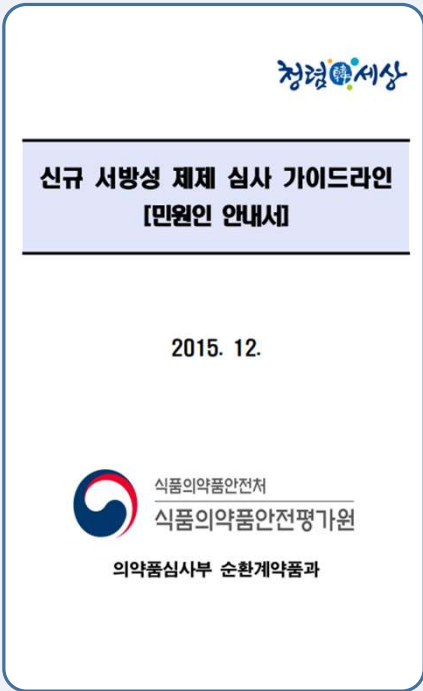 청렴韓세상
신규 서방성 제제 심사 가이드라인
[민원인 안내서]
2015. 12.
식품의약품안전처
식품의약품안전평가원
의약품심사부 순환계약품과